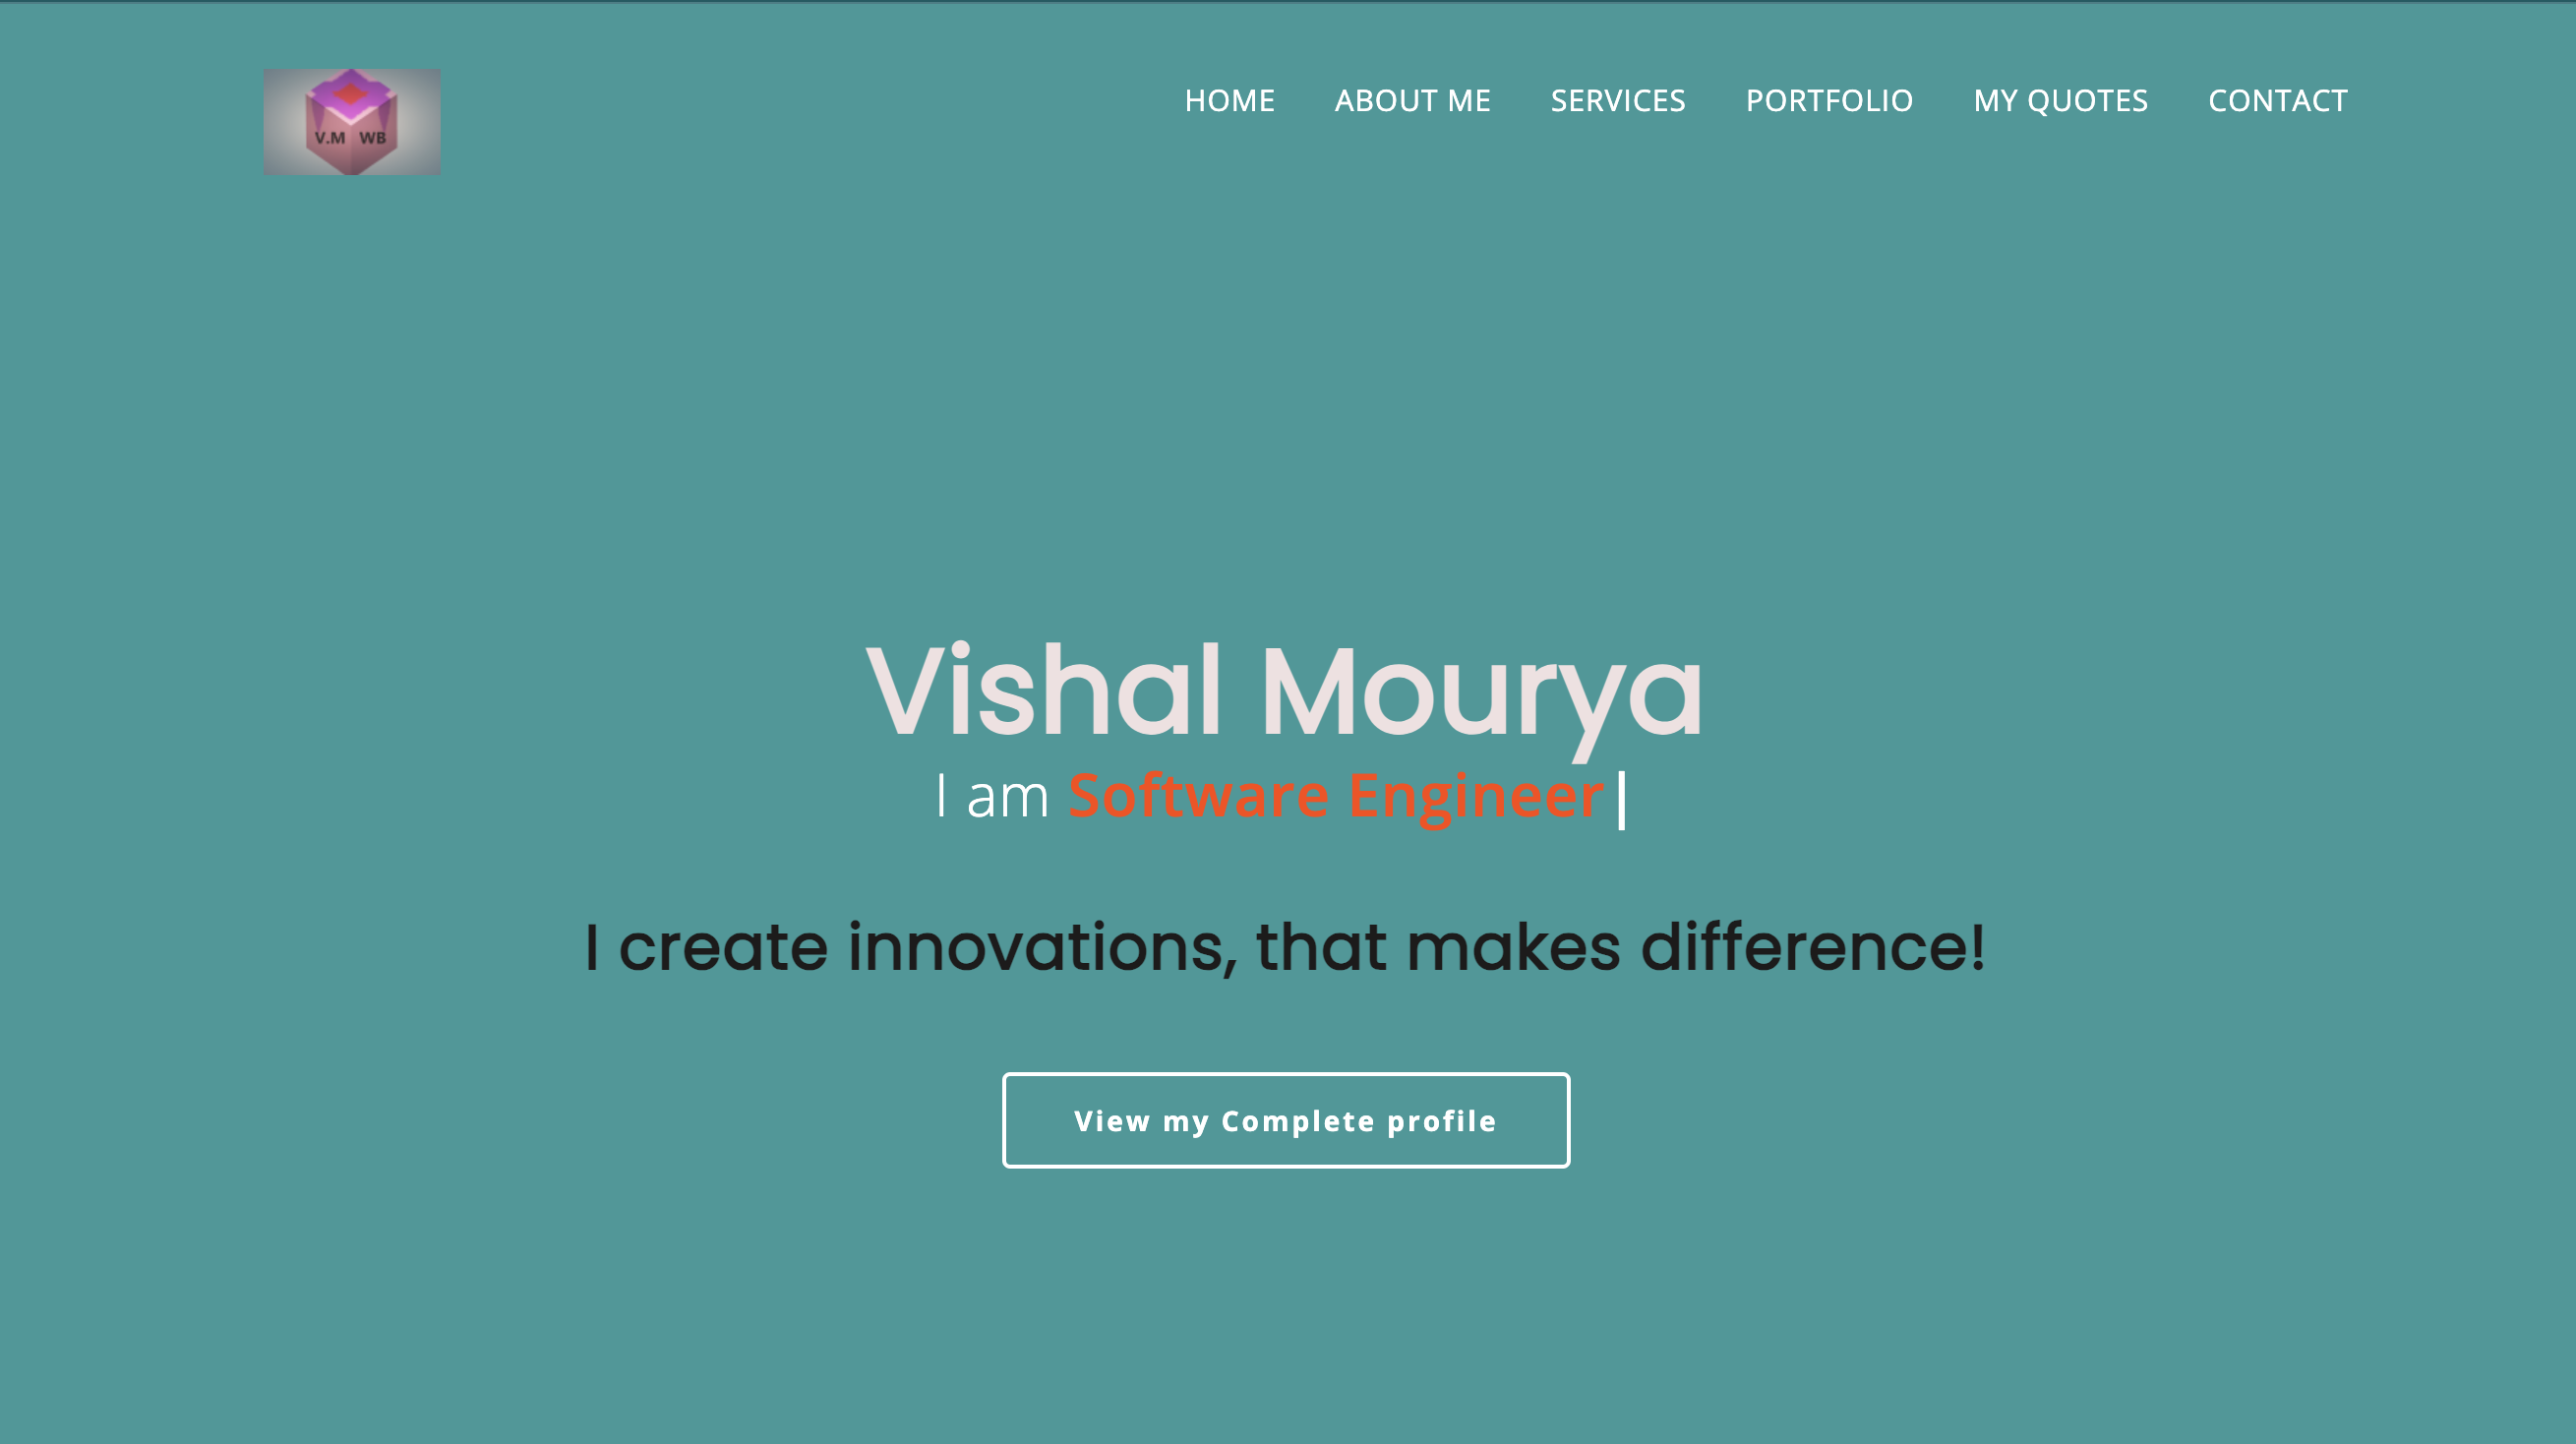 V.M WB
HOME ABOUT ME SERVICES PORTFOLIO MY QUOTES CONTACT
Vishal Mourya
I am Software Engineer|
I create innovations, that makes difference!
View my Complete profile